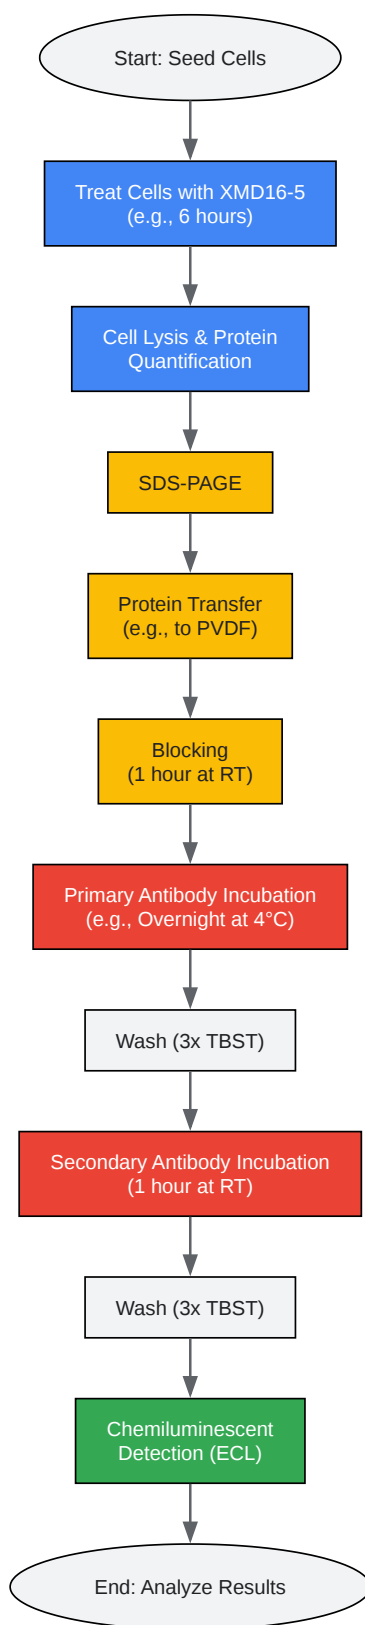 Start: Seed Cells
Treat Cells with XMD16-5
(e.g., 6 hours)
Cell Lysis & Protein
Quantification
SDS-PAGE
Protein Transfer
(e.g., to PVDF)
Blocking
(1 hour at RT)
Primary Antibody Incubation
(e.g., Overnight at 4°C)
Wash (3x TBST)
Secondary Antibody Incubation
(1 hour at RT)
Wash (3x TBST)
Chemiluminescent
Detection (ECL)
End: Analyze Results